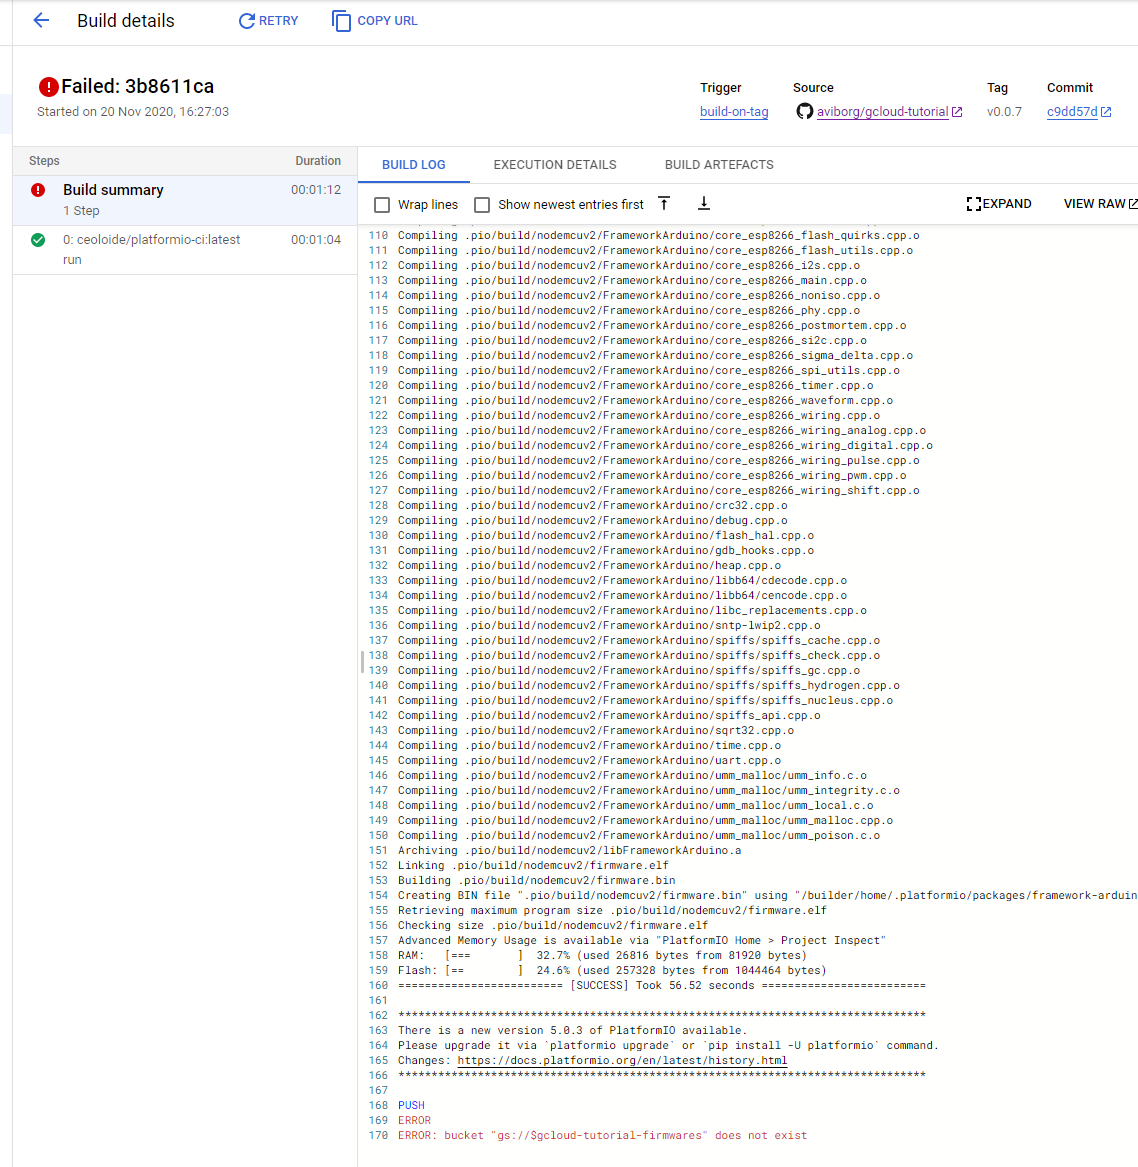 Build details
RETRY
COPY URL
Failed: 3b8611ca
Started on 20 Nov 2020, 16:27:03
Trigger
build-on-tag
Source
aviborg/gcloud-tutorial
Tag
v0.0.7
Commit
c9dd57d
Steps Duration
Build summary 00:01:12
1 Step
0: ceoloide/platformio-ci:latest 00:01:04
run
BUILD LOG EXECUTION DETAILS BUILD ARTEFACTS
Wrap lines Show newest entries first EXPAND VIEW RAW
110 Compiling .pio/build/nodemcuv2/FrameworkArduino/core_esp8266_flash_quirks.cpp.o
111 Compiling .pio/build/nodemcuv2/FrameworkArduino/core_esp8266_flash_utils.cpp.o
112 Compiling .pio/build/nodemcuv2/FrameworkArduino/core_esp8266_i2s.cpp.o
113 Compiling .pio/build/nodemcuv2/FrameworkArduino/core_esp8266_main.cpp.o
114 Compiling .pio/build/nodemcuv2/FrameworkArduino/core_esp8266_noniso.cpp.o
115 Compiling .pio/build/nodemcuv2/FrameworkArduino/core_esp8266_phy.cpp.o
116 Compiling .pio/build/nodemcuv2/FrameworkArduino/core_esp8266_postmortem.cpp.o
117 Compiling .pio/build/nodemcuv2/FrameworkArduino/core_esp8266_si2c.cpp.o
118 Compiling .pio/build/nodemcuv2/FrameworkArduino/core_esp8266_sigma_delta.cpp.o
119 Compiling .pio/build/nodemcuv2/FrameworkArduino/core_esp8266_spi_utils.cpp.o
120 Compiling .pio/build/nodemcuv2/FrameworkArduino/core_esp8266_timer.cpp.o
121 Compiling .pio/build/nodemcuv2/FrameworkArduino/core_esp8266_waveform.cpp.o
122 Compiling .pio/build/nodemcuv2/FrameworkArduino/core_esp8266_wiring.cpp.o
123 Compiling .pio/build/nodemcuv2/FrameworkArduino/core_esp8266_wiring_analog.cpp.o
124 Compiling .pio/build/nodemcuv2/FrameworkArduino/core_esp8266_wiring_digital.cpp.o
125 Compiling .pio/build/nodemcuv2/FrameworkArduino/core_esp8266_wiring_pulse.cpp.o
126 Compiling .pio/build/nodemcuv2/FrameworkArduino/core_esp8266_wiring_pwm.cpp.o
127 Compiling .pio/build/nodemcuv2/FrameworkArduino/core_esp8266_wiring_shift.cpp.o
128 Compiling .pio/build/nodemcuv2/FrameworkArduino/crc32.cpp.o
129 Compiling .pio/build/nodemcuv2/FrameworkArduino/debug.cpp.o
130 Compiling .pio/build/nodemcuv2/FrameworkArduino/flash_hal.cpp.o
131 Compiling .pio/build/nodemcuv2/FrameworkArduino/gdb_hooks.cpp.o
132 Compiling .pio/build/nodemcuv2/FrameworkArduino/heap.cpp.o
133 Compiling .pio/build/nodemcuv2/FrameworkArduino/libb64/cdecode.cpp.o
134 Compiling .pio/build/nodemcuv2/FrameworkArduino/libb64/cencode.cpp.o
135 Compiling .pio/build/nodemcuv2/FrameworkArduino/libc_replacements.cpp.o
136 Compiling .pio/build/nodemcuv2/FrameworkArduino/sntp-lwip2.cpp.o
137 Compiling .pio/build/nodemcuv2/FrameworkArduino/spiffs/spiffs_cache.cpp.o
138 Compiling .pio/build/nodemcuv2/FrameworkArduino/spiffs/spiffs_check.cpp.o
139 Compiling .pio/build/nodemcuv2/FrameworkArduino/spiffs/spiffs_gc.cpp.o
140 Compiling .pio/build/nodemcuv2/FrameworkArduino/spiffs/spiffs_hydrogen.cpp.o
141 Compiling .pio/build/nodemcuv2/FrameworkArduino/spiffs/spiffs_nucleus.cpp.o
142 Compiling .pio/build/nodemcuv2/FrameworkArduino/spiffs_api.cpp.o
143 Compiling .pio/build/nodemcuv2/FrameworkArduino/sqrt32.cpp.o
144 Compiling .pio/build/nodemcuv2/FrameworkArduino/time.cpp.o
145 Compiling .pio/build/nodemcuv2/FrameworkArduino/uart.cpp.o
146 Compiling .pio/build/nodemcuv2/FrameworkArduino/umm_malloc/umm_info.c.o
147 Compiling .pio/build/nodemcuv2/FrameworkArduino/umm_malloc/umm_integrity.c.o
148 Compiling .pio/build/nodemcuv2/FrameworkArduino/umm_malloc/umm_local.c.o
149 Compiling .pio/build/nodemcuv2/FrameworkArduino/umm_malloc/umm_malloc.cpp.o
150 Compiling .pio/build/nodemcuv2/FrameworkArduino/umm_malloc/umm_poison.c.o
151 Archiving .pio/build/nodemcuv2/libFrameworkArduino.a
152 Linking .pio/build/nodemcuv2/firmware.elf
153 Building .pio/build/nodemcuv2/firmware.bin
154 Creating BIN file ".pio/build/nodemcuv2/firmware.bin" using "/builder/home/.platformio/packages/framework-arduin
155 Retrieving maximum program size .pio/build/nodemcuv2/firmware.elf
156 Checking size .pio/build/nodemcuv2/firmware.elf
157 Advanced Memory Usage is available via "PlatformIO Home > Project Inspect"
158 RAM:   [===       ]  32.7% (used 26816 bytes from 81920 bytes)
159 Flash: [==        ]  24.6% (used 257328 bytes from 1044464 bytes)
160 ========================= [SUCCESS] Took 56.52 seconds =========================
161
162 ********************************************************************************
163 There is a new version 5.0.3 of PlatformIO available.
164 Please upgrade it via `platformio upgrade` or `pip install -U platformio` command.
165 Changes: https://docs.platformio.org/en/latest/history.html
166 ********************************************************************************
167
168 PUSH
169 ERROR
170 ERROR: bucket "gs://$gcloud-tutorial-firmwares" does not exist